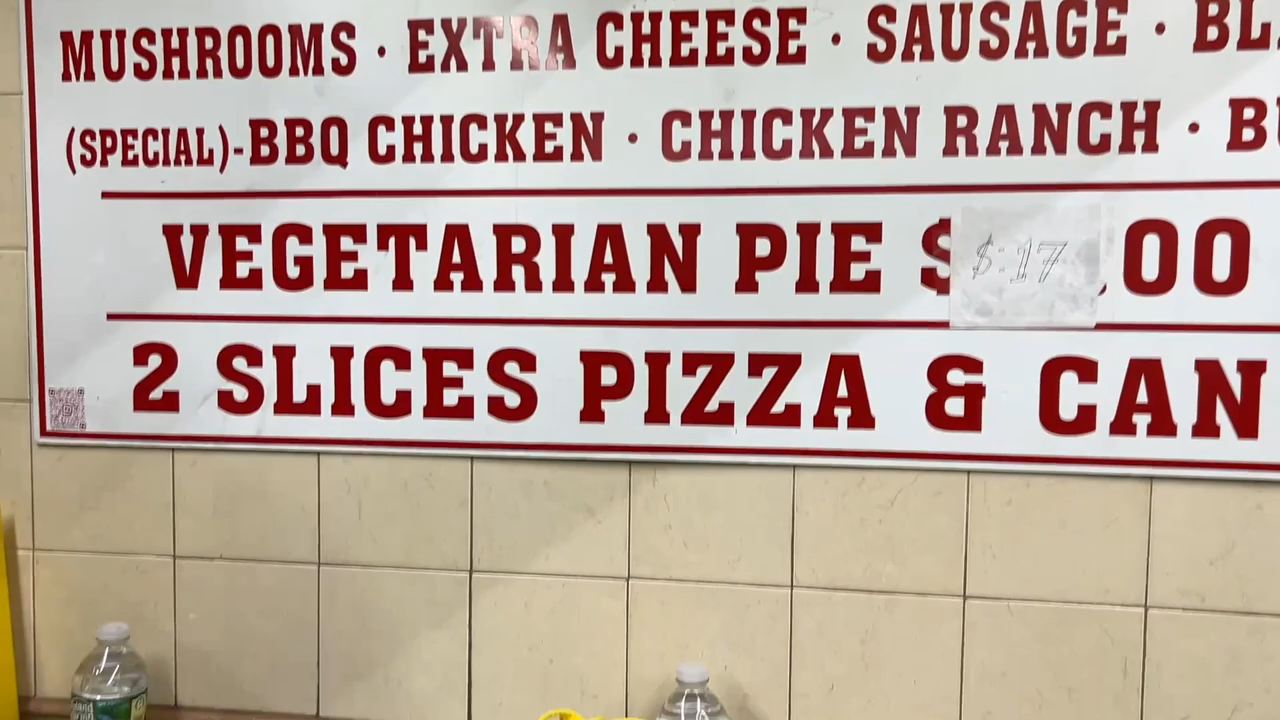 MUSHROOMS · EXTRA CHEESE · SAUSAGE ·
(SPECIAL)-BBQ CHICKEN · CHICKEN RANCH ·
VEGETARIAN PIE $ $:17 .00
2 SLICES PIZZA & CAN